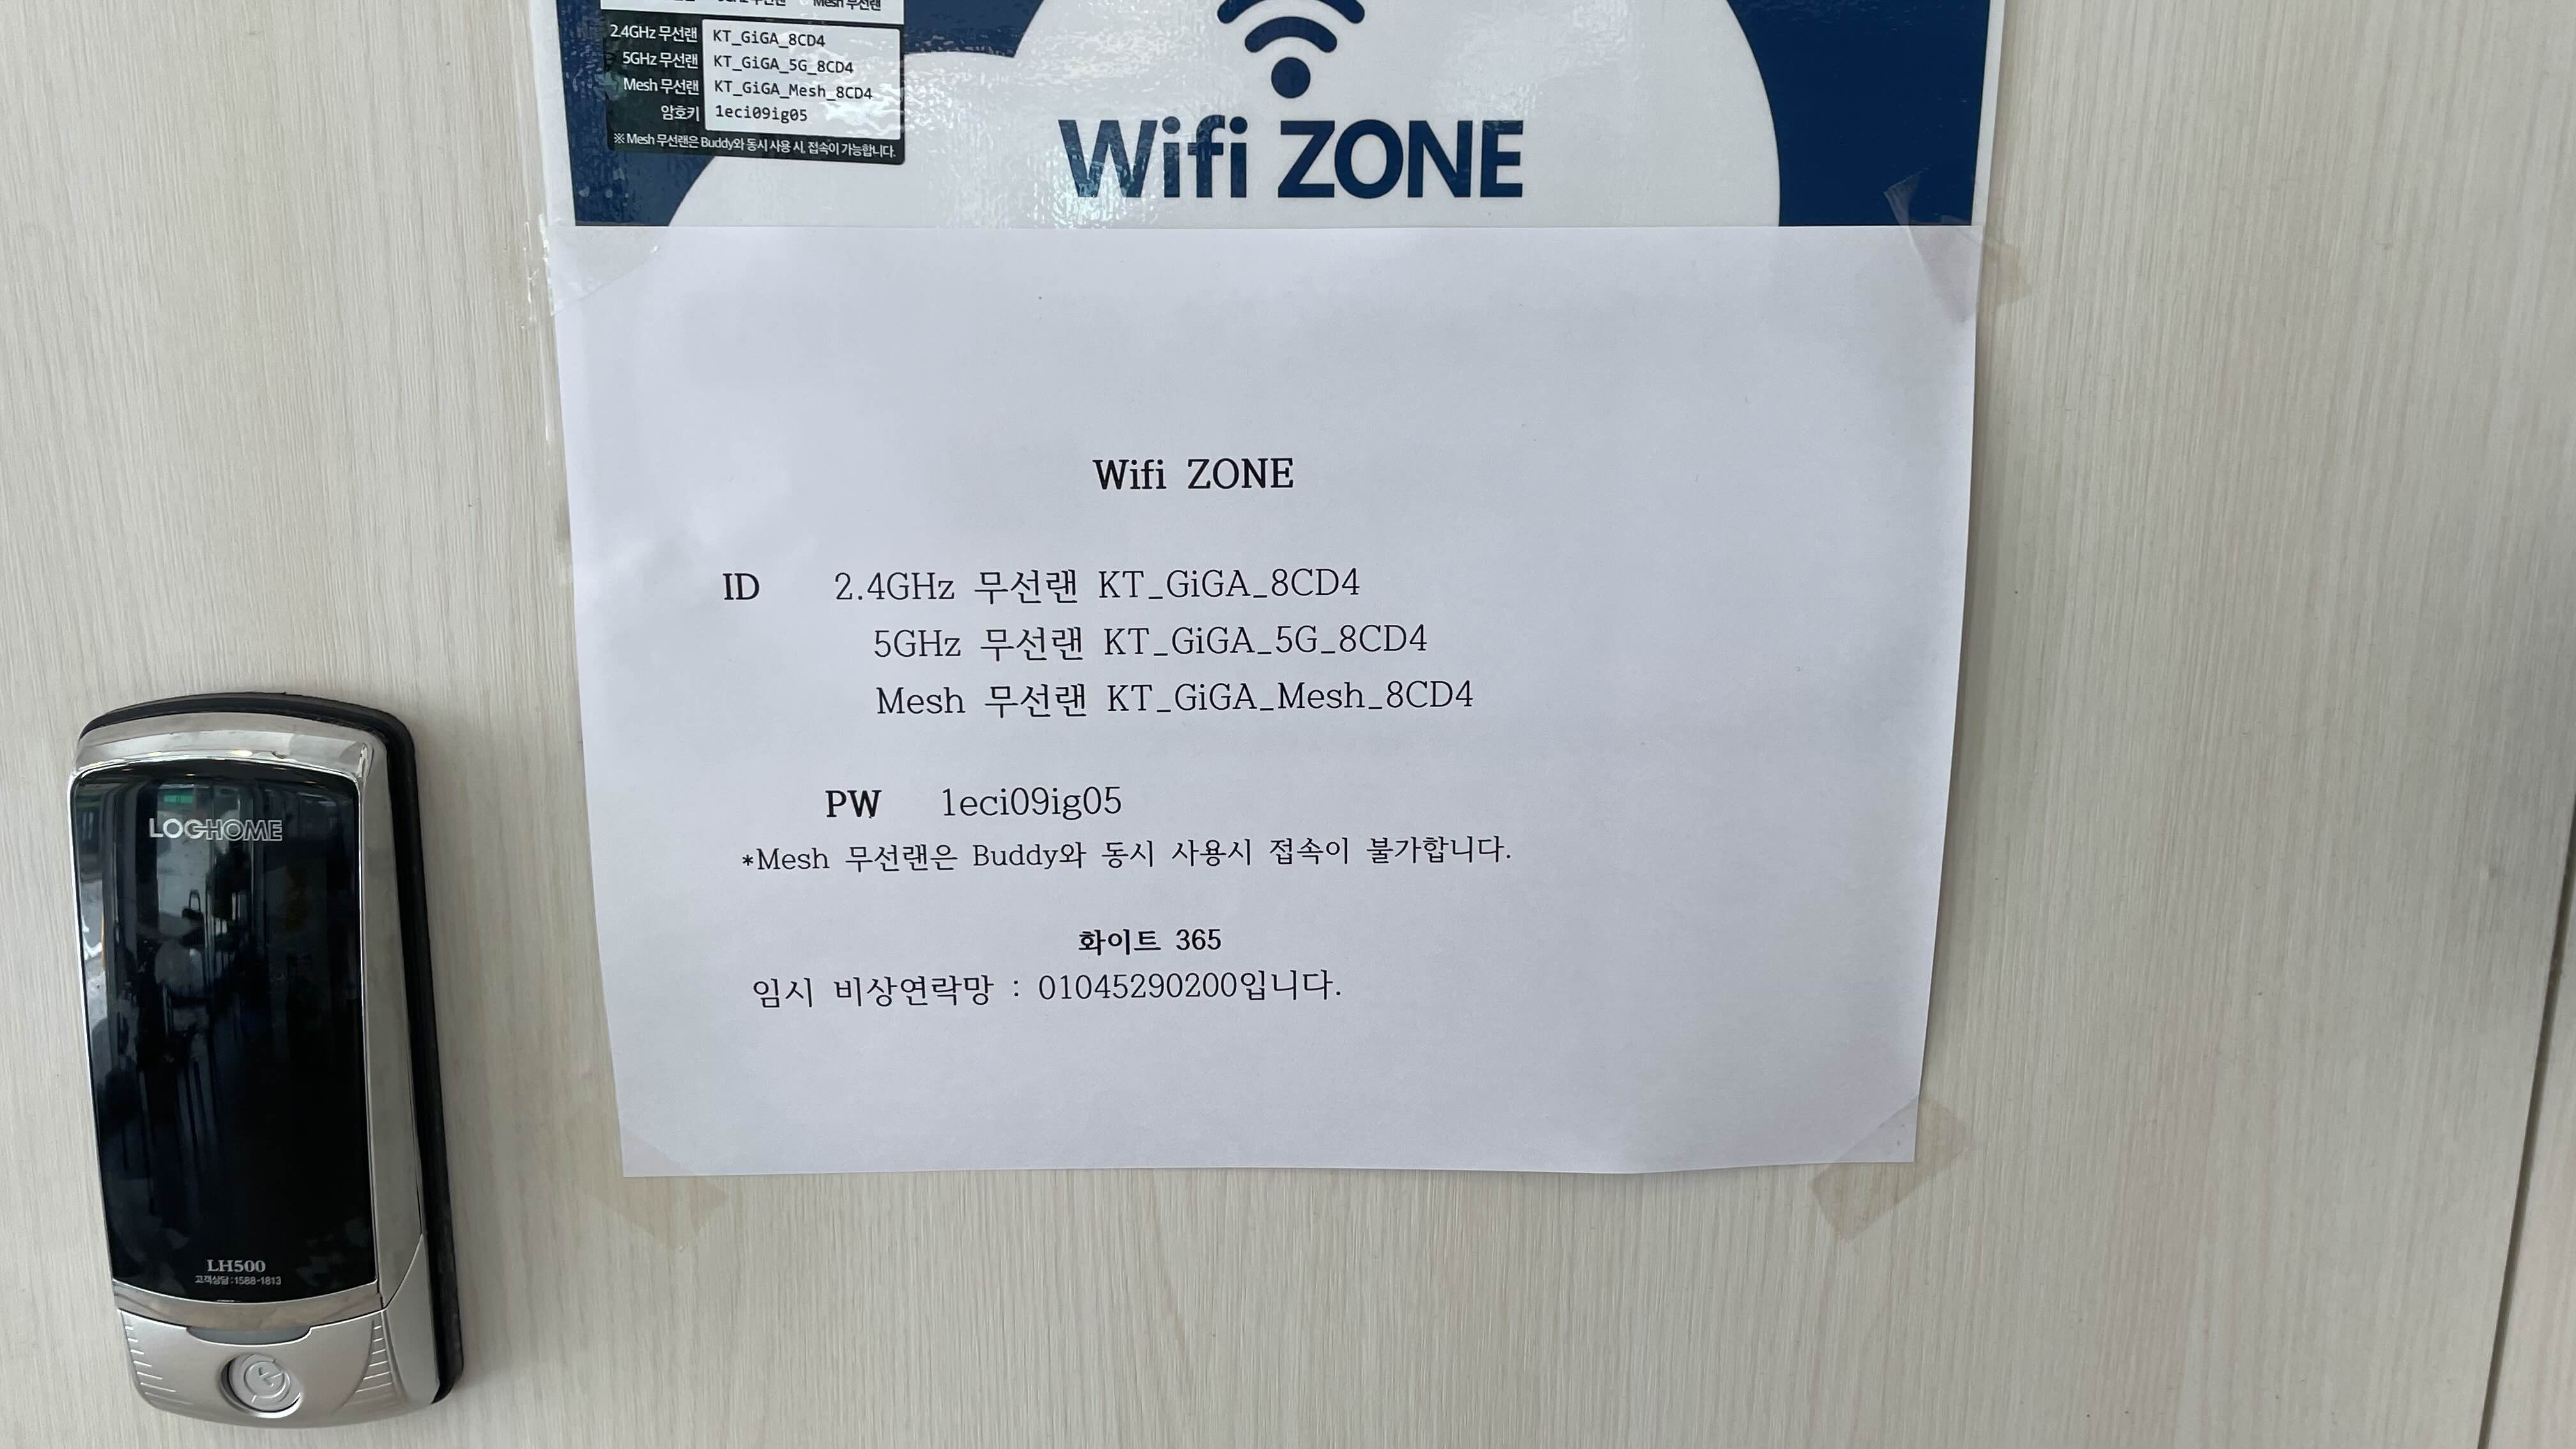 Mesh 무선랜
2.4GHz 무선랜 KT_GiGA_8CD4
5GHz 무선랜 KT_GiGA_5G_8CD4
Mesh 무선랜 KT_GiGA_Mesh_8CD4
암호키 1eci09ig05
※ Mesh 무선랜은 Buddy와 동시 사용 시, 접속이 가능합니다.
Wifi ZONE
Wifi ZONE
ID 2.4GHz 무선랜 KT_GiGA_8CD4
5GHz 무선랜 KT_GiGA_5G_8CD4
Mesh 무선랜 KT_GiGA_Mesh_8CD4
PW 1eci09ig05
*Mesh 무선랜은 Buddy와 동시 사용시 접속이 불가합니다.
화이트 365
임시 비상연락망 : 01045290200입니다.
LOGHOME
LH500
고객상담:1588-1813